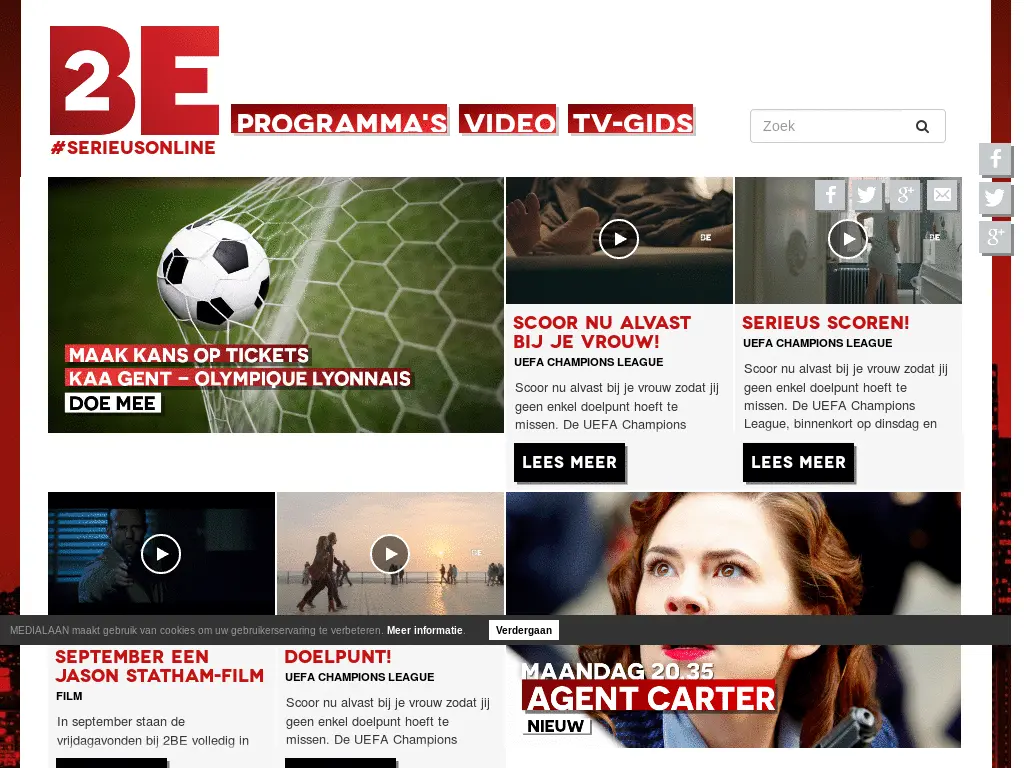 2BE
#SERIEUSONLINE
PROGRAMMA'S
VIDEO
TV-GIDS
Zoek
MAAK KANS OP TICKETS
KAA GENT – OLYMPIQUE LYONNAIS
DOE MEE
BE
SCOOR NU ALVAST
BIJ JE VROUW!
UEFA CHAMPIONS LEAGUE
Scoor nu alvast bij je vrouw zodat jij
geen enkel doelpunt hoeft te
missen. De UEFA Champions
LEES MEER
BE
SERIEUS SCOREN!
UEFA CHAMPIONS LEAGUE
Scoor nu alvast bij je vrouw zodat jij
geen enkel doelpunt hoeft te
missen. De UEFA Champions
League, binnenkort op dinsdag en
LEES MEER
BE
MEDIALAAN maakt gebruik van cookies om uw gebruikerservaring te verbeteren. Meer informatie.
Verdergaan
SEPTEMBER EEN
JASON STATHAM-FILM
FILM
In september staan de
vrijdagavonden bij 2BE volledig in
DOELPUNT!
UEFA CHAMPIONS LEAGUE
Scoor nu alvast bij je vrouw zodat jij
geen enkel doelpunt hoeft te
missen. De UEFA Champions
MAANDAG 20.35
AGENT CARTER
NIEUW